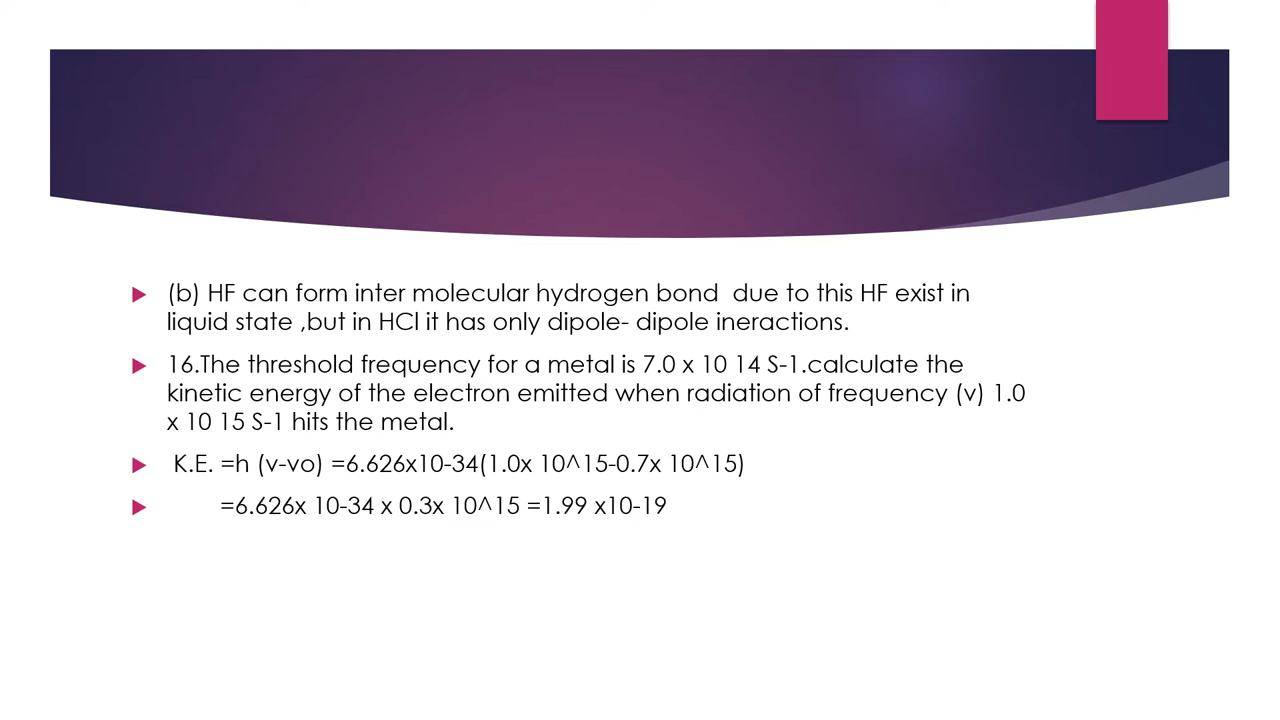 (b) HF can form inter molecular hydrogen bond  due to this HF exist in
liquid state ,but in HCl it has only dipole- dipole ineractions.
16.The threshold frequency for a metal is 7.0 x 10 14 S-1.calculate the
kinetic energy of the electron emitted when radiation of frequency (v) 1.0
x 10 15 S-1 hits the metal.
K.E. =h (v-vo) =6.626x10-34(1.0x 10^15-0.7x 10^15)
=6.626x 10-34 x 0.3x 10^15 =1.99 x10-19